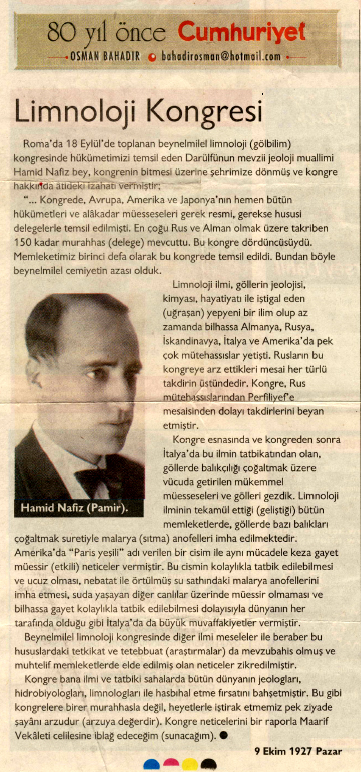 80 yıl önce Cumhuriyet
• OSMAN BAHADIR • bahadirosman@hotmail.com •
Limnoloji Kongresi
Roma'da 18 Eylül'de toplanan beynelmilel limnoloji (gölbilim)
kongresinde hükümetimizi temsil eden Darülfünun mevzii jeoloji muallimi
Hamid Nafiz bey, kongrenin bitmesi üzerine şehrimize dönmüş ve kongre
hakkında âtideki izahatı vermiştir;
"... Kongrede, Avrupa, Amerika ve Japonya'nın hemen bütün
hükümetleri ve alâkadar müesseseleri gerek resmi, gerekse hususi
delegelerle temsil edilmişti. En çoğu Rus ve Alman olmak üzere takriben
150 kadar murahhas (delege) mevcuttu. Bu kongre dördüncüsüydü.
Memleketimiz birinci defa olarak bu kongrede temsil edildi. Bundan böyle
beynelmilel cemiyetin azası olduk.
Limnoloji ilmi, göllerin jeolojisi,
kimyası, hayatiyatı ile iştigal eden
(uğraşan) yepyeni bir ilim olup az
zamanda bilhassa Almanya, Rusya,
İskandinavya, İtalya ve Amerika'da pek
çok mütehassıslar yetişti. Rusların bu
kongreye arz ettikleri mesai her türlü
takdirin üstündedir. Kongre, Rus
mütehassıslarından Perfiliyef'e
mesaisinden dolayı takdirlerini beyan
etmiştir.
Kongre esnasında ve kongreden sonra
İtalya'da bu ilmin tatbikatından olan,
göllerde balıkçılığı çoğaltmak üzere
vücuda getirilen mükemmel
müesseseleri ve gölleri gezdik. Limnoloji
ilminin tekamül ettiği (geliştiği) bütün
memleketlerde, göllerde bazı balıkları
Hamid Nafiz (Pamir).
çoğaltmak suretiyle malarya (sıtma) anofelleri imha edilmektedir.
Amerika'da "Paris yeşili" adı verilen bir cisim ile aynı mücadele keza gayet
müessir (etkili) neticeler vermiştir. Bu cismin kolaylıkla tatbik edilebilmesi
ve ucuz olması, nebatat ile örtülmüş su sathındaki malarya anofellerini
imha etmesi, suda yaşayan diğer canlılar üzerinde müessir olmaması ve
bilhassa gayet kolaylıkla tatbik edilebilmesi dolayısıyla dünyanın her
tarafında olduğu gibi İtalya'da da büyük muvaffakiyetler vermiştir.
Beynelmilel limnoloji kongresinde diğer ilmi meseleler ile beraber bu
hususlardaki tetkikat ve tetebbuat (araştırmalar) da mevzubahis olmuş ve
muhtelif memleketlerde elde edilmiş olan neticeler zikredilmiştir.
Kongre bana ilmi ve tatbiki sahalarda bütün dünyanın jeologları,
hidrobiyologları, limnologları ile hasbıhal etme fırsatını bahşetmiştir. Bu gibi
kongrelere birer murahhasla değil, heyetlerle iştirak etmemiz pek ziyade
şayânı arzudur (arzuya değerdir). Kongre neticelerini bir raporla Maarif
Vekâleti celilesine iblağ edeceğim (sunacağım). ●
9 Ekim 1927 Pazar